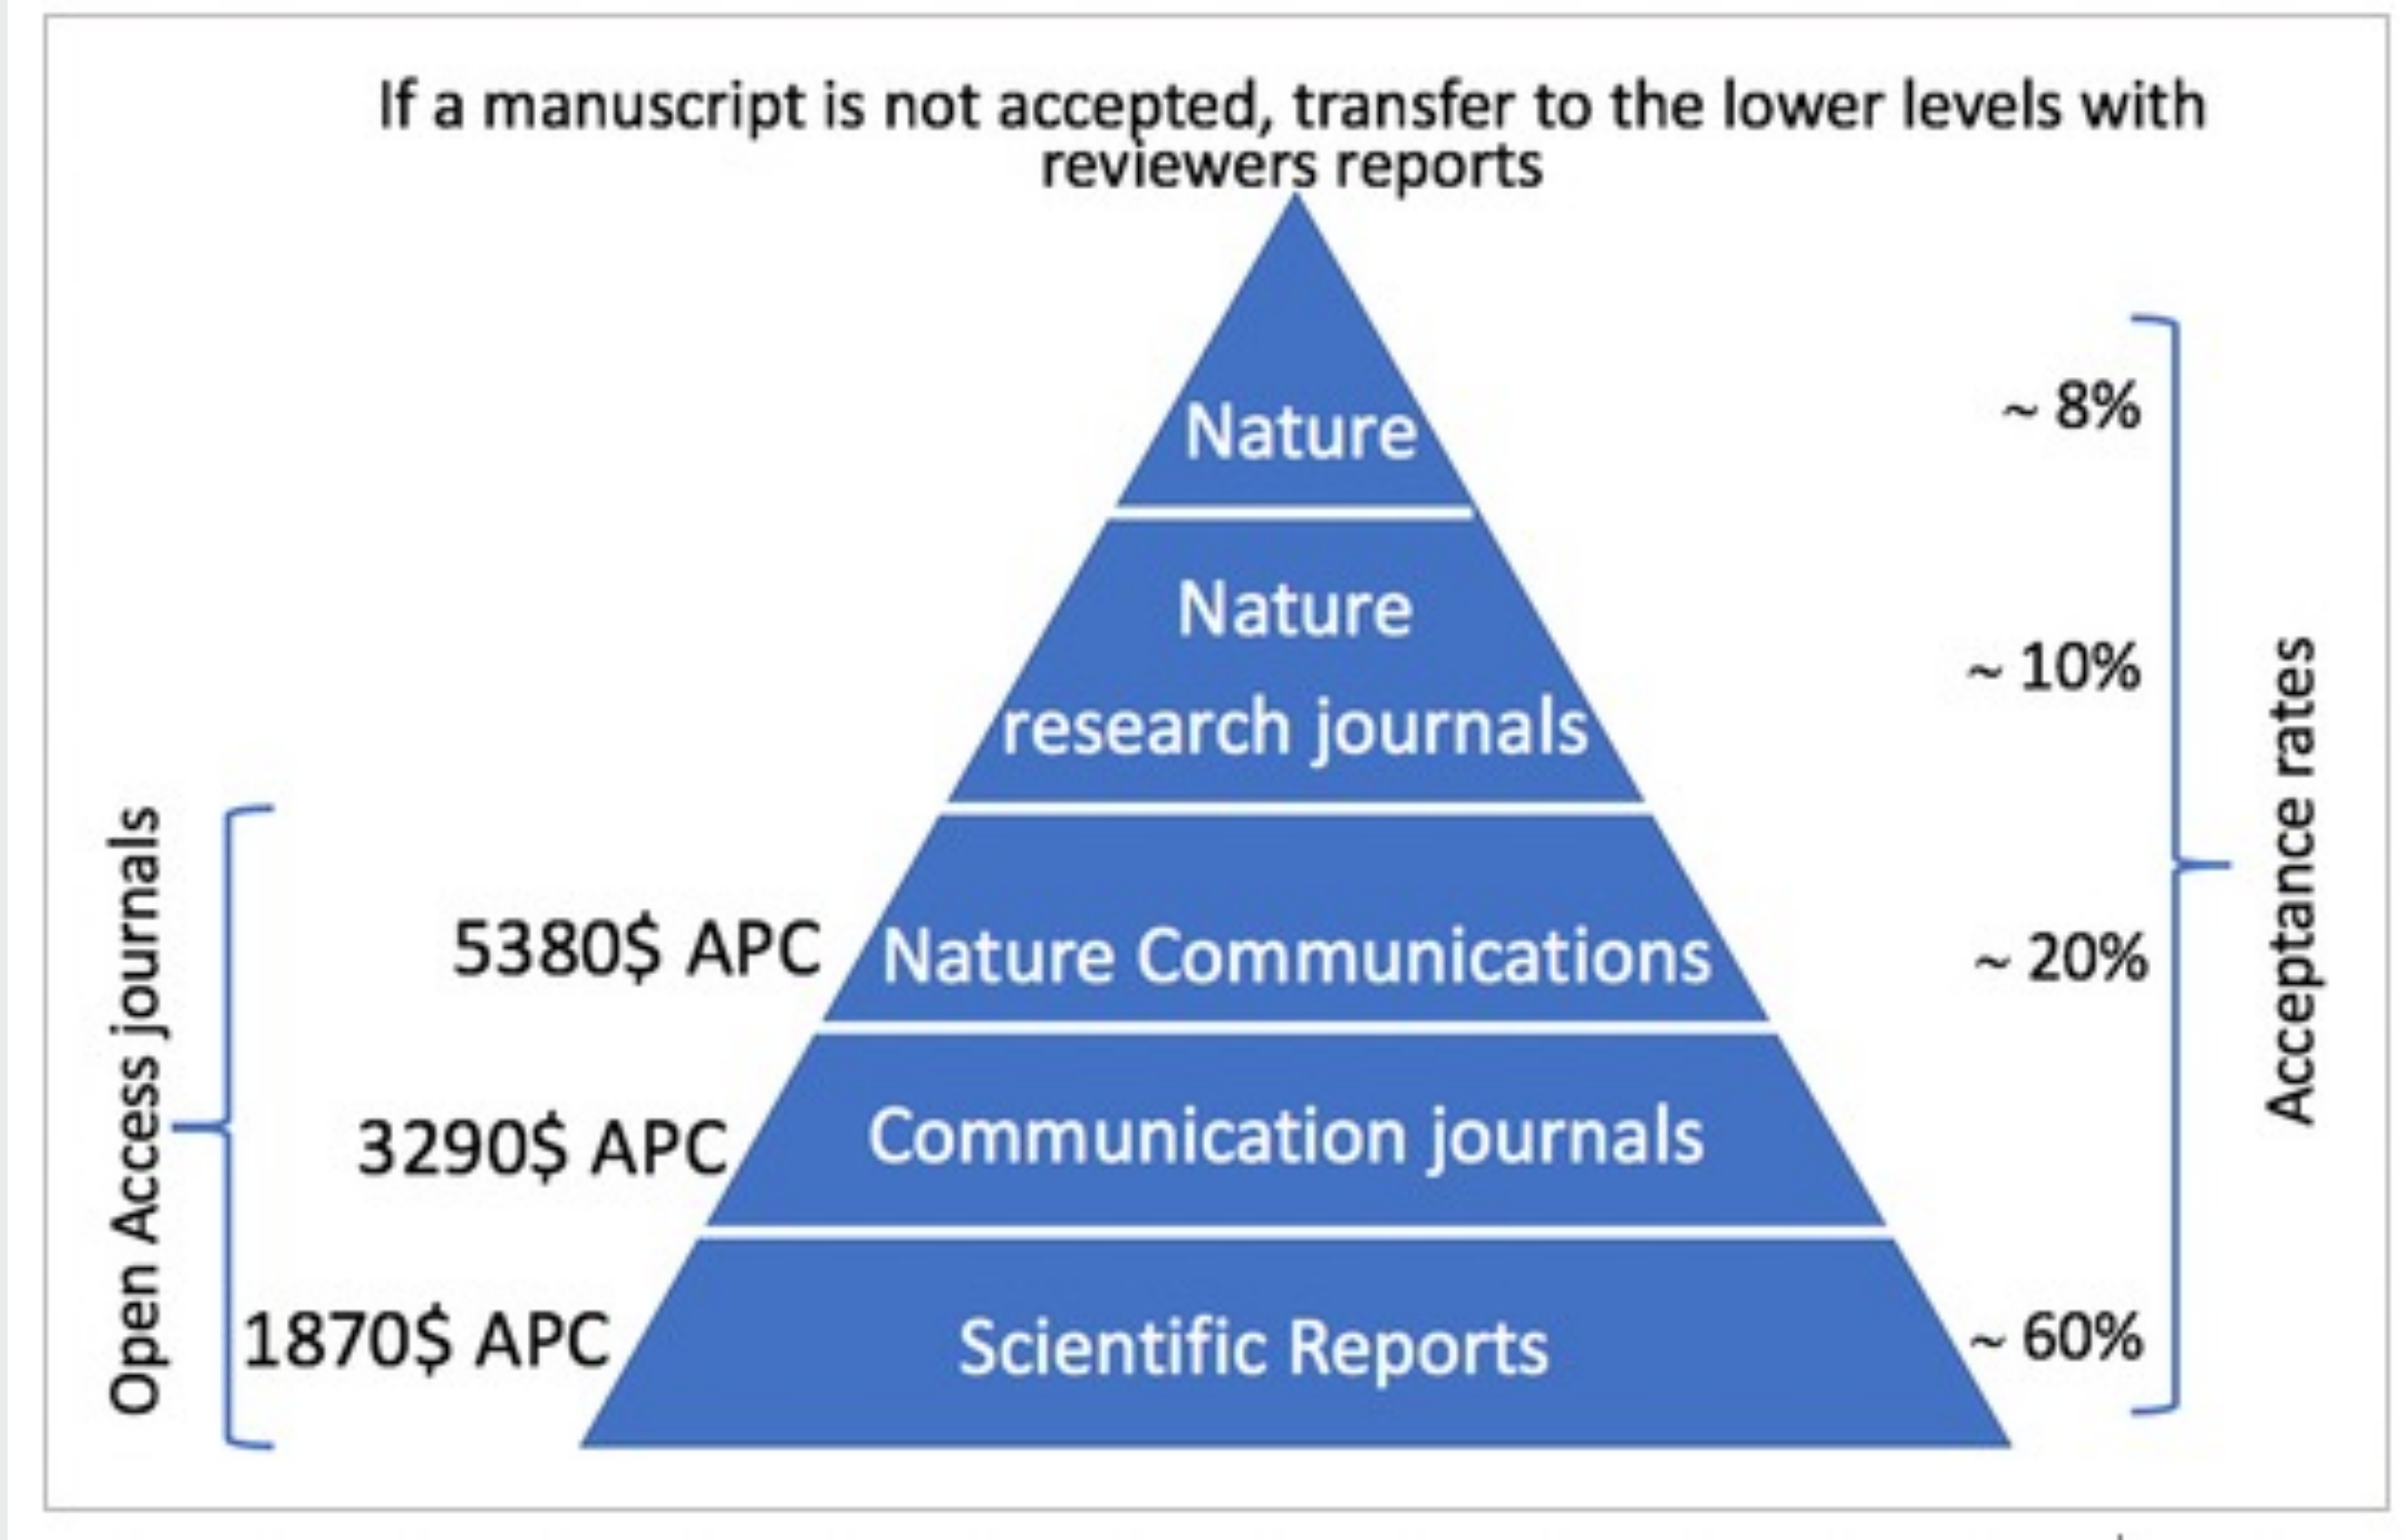 If a manuscript is not accepted, transfer to the lower levels with
reviewers reports
Nature
~ 8%
Nature
research journals
~ 10%
Open Access journals
Acceptance rates
5380$ APC
Nature Communications
~ 20%
3290$ APC
Communication journals
1870$ APC
Scientific Reports
~ 60%